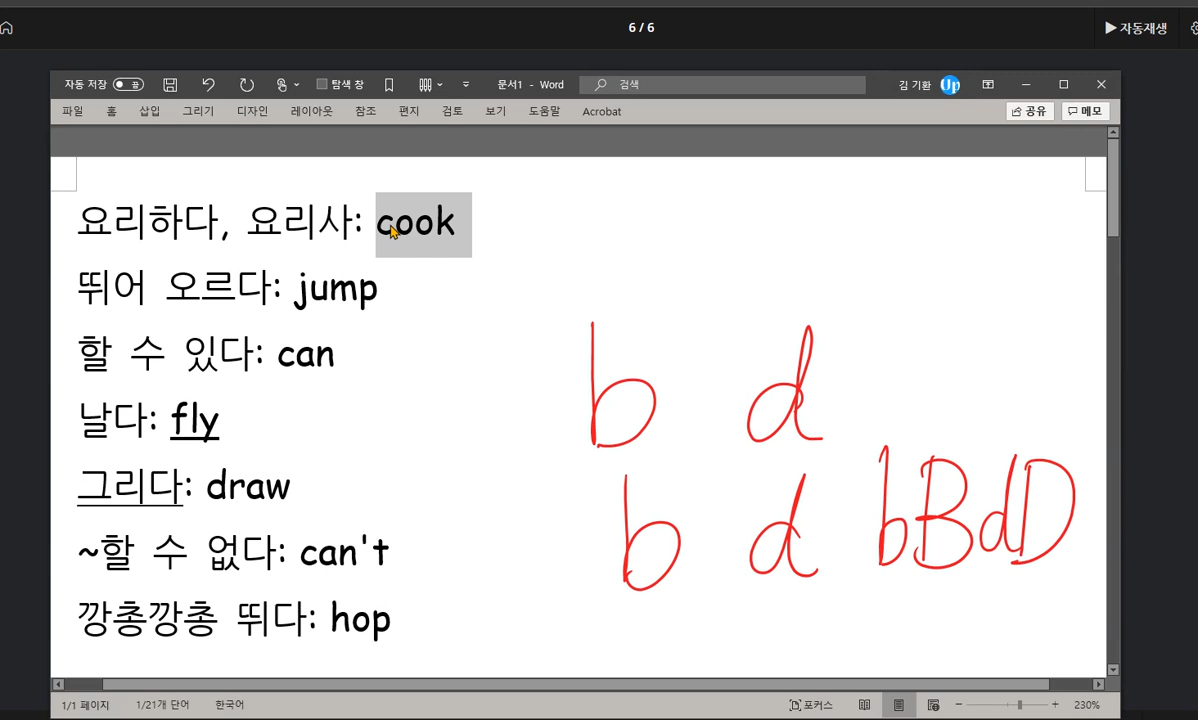 6 / 6
▶ 자동재생
자동 저장 끔
탐색 창
문서1 - Word
검색
김 기환
Up
파일 홈 삽입 그리기 디자인 레이아웃 참조 편지 검토 보기 도움말 Acrobat
공유 메모
요리하다, 요리사: cook
뛰어 오르다: jump
할 수 있다: can
날다: fly
그리다: draw
~할 수 없다: can't
깡총깡총 뛰다: hop
b d
b d bBdD
1/1 페이지 1/21개 단어 한국어
포커스
230%